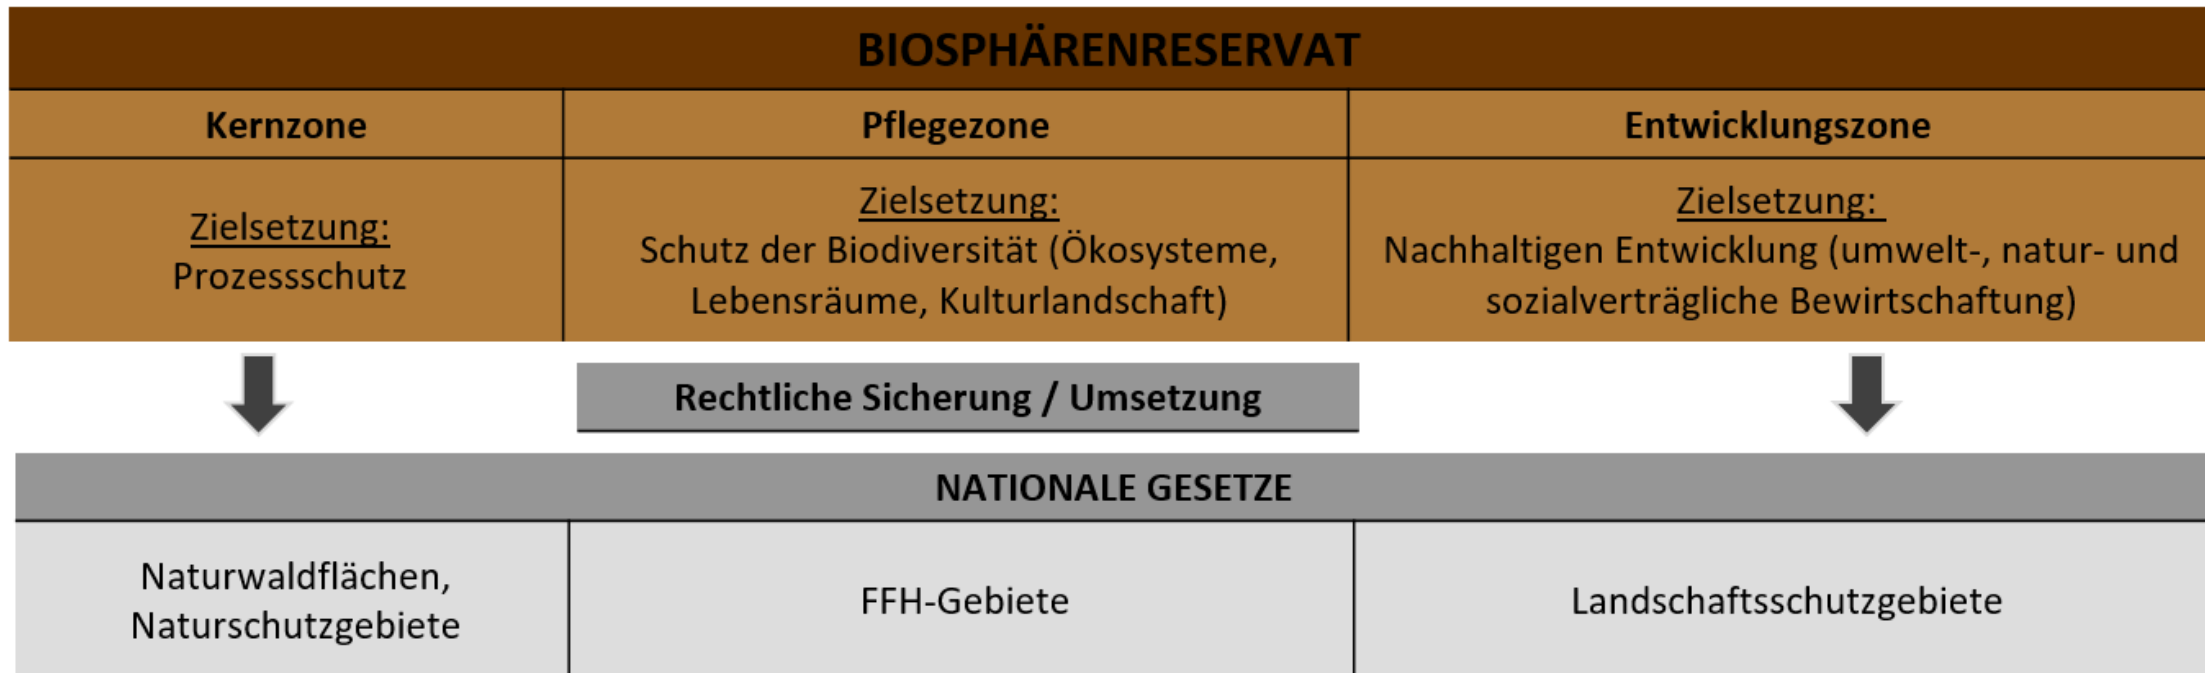 BIOSPHÄRENRESERVAT
Kernzone
Pflegezone
Entwicklungszone
Zielsetzung:
Prozessschutz
Zielsetzung:
Schutz der Biodiversität (Ökosysteme,
Lebensräume, Kulturlandschaft)
Zielsetzung:
Nachhaltigen Entwicklung (umwelt-, natur- und
sozialverträgliche Bewirtschaftung)
Rechtliche Sicherung / Umsetzung
NATIONALE GESETZE
Naturwaldflächen,
Naturschutzgebiete
FFH-Gebiete
Landschaftsschutzgebiete